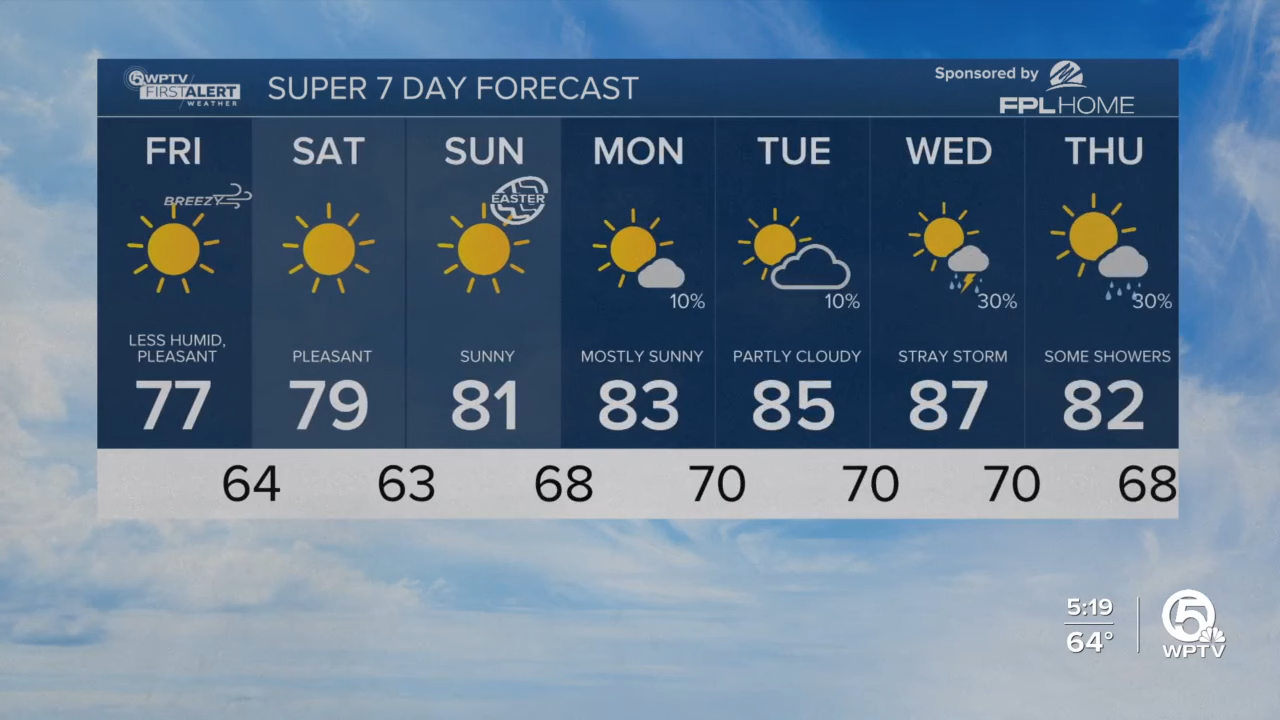 5 WPTV
FIRST ALERT
WEATHER
SUPER 7 DAY FORECAST
Sponsored by
FPL HOME
FRI SAT SUN MON TUE WED THU
BREEZY
EASTER
10% 10% 30% 30%
LESS HUMID,
PLEASANT PLEASANT SUNNY MOSTLY SUNNY PARTLY CLOUDY STRAY STORM SOME SHOWERS
77 79 81 83 85 87 82
64 63 68 70 70 70 68
5:19
64°
5
WPTV